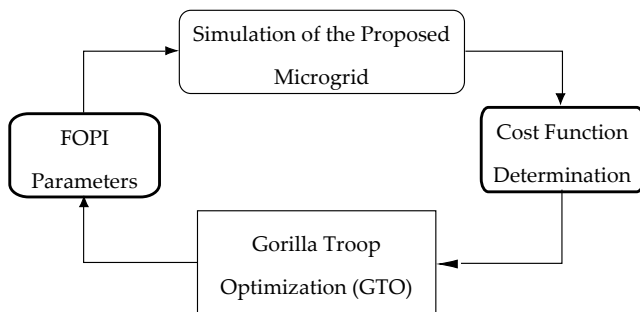 Simulation of the Proposed
Microgrid
FOPI
Parameters
Cost Function
Determination
Gorilla Troop
Optimization (GTO)